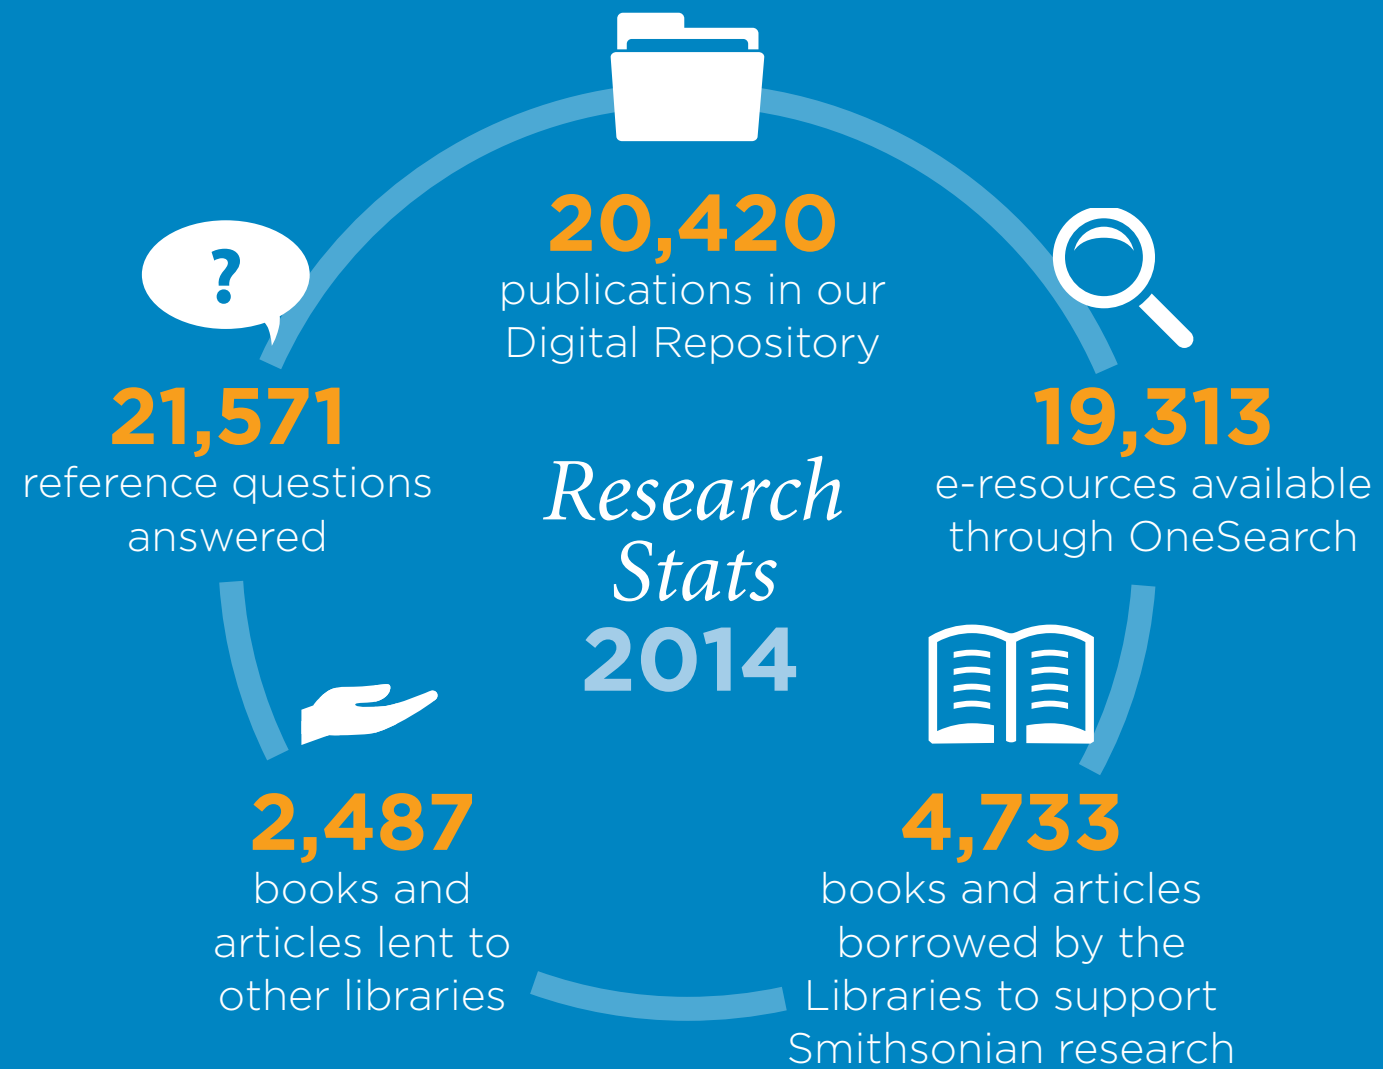 20,420
publications in our
Digital Repository
?
21,571
reference questions
answered
19,313
e-resources available
through OneSearch
Research
Stats
2014
2,487
books and
articles lent to
other libraries
4,733
books and articles
borrowed by the
Libraries to support
Smithsonian research